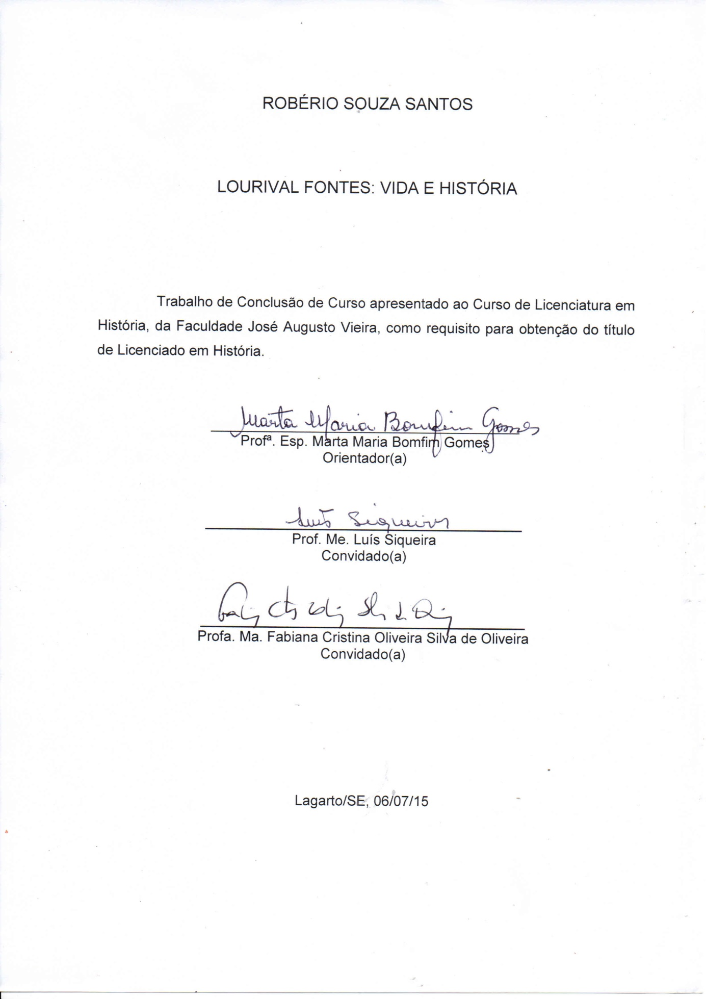 ROBÉRIO SOUZA SANTOS
LOURIVAL FONTES: VIDA E HISTÓRIA
Trabalho de Conclusão de Curso apresentado ao Curso de Licenciatura em
História, da Faculdade José Augusto Vieira, como requisito para obtenção do título
de Licenciado em História.
Marta Maria Bomfim Gomes
Profª. Esp. Marta Maria Bomfim Gomes
Orientador(a)
Luís Siqueira
Prof. Me. Luís Siqueira
Convidado(a)
Profa. Ma. Fabiana Cristina Oliveira Silva de Oliveira
Convidado(a)
Lagarto/SE, 06/07/15